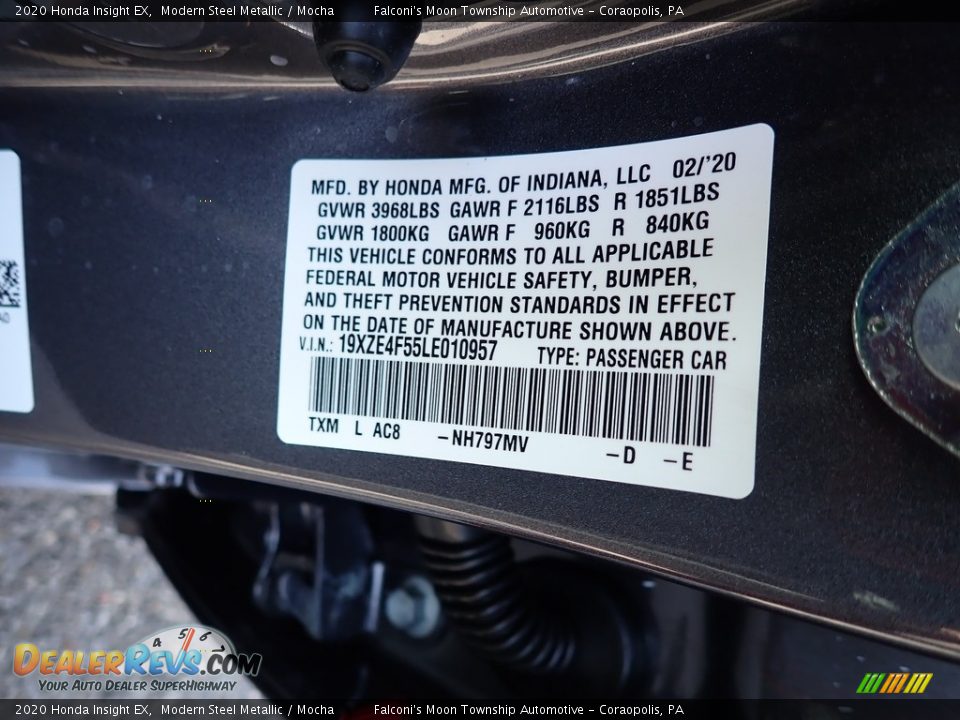 2020 Honda Insight EX, Modern Steel Metallic / Mocha Falconi's Moon Township Automotive - Coraopolis, PA
MFD. BY HONDA MFG. OF INDIANA, LLC 02/'20
GVWR 3968LBS GAWR F 2116LBS R 1851LBS
GVWR 1800KG GAWR F 960KG R 840KG
THIS VEHICLE CONFORMS TO ALL APPLICABLE
FEDERAL MOTOR VEHICLE SAFETY, BUMPER,
AND THEFT PREVENTION STANDARDS IN EFFECT
ON THE DATE OF MANUFACTURE SHOWN ABOVE.
V.I.N.: 19XZE4F55LE010957 TYPE: PASSENGER CAR
TXM L AC8 -NH797MV -D -E
4 5 6
DEALERREVS.COM
YOUR AUTO DEALER SUPERHIGHWAY
2020 Honda Insight EX, Modern Steel Metallic / Mocha Falconi's Moon Township Automotive - Coraopolis, PA